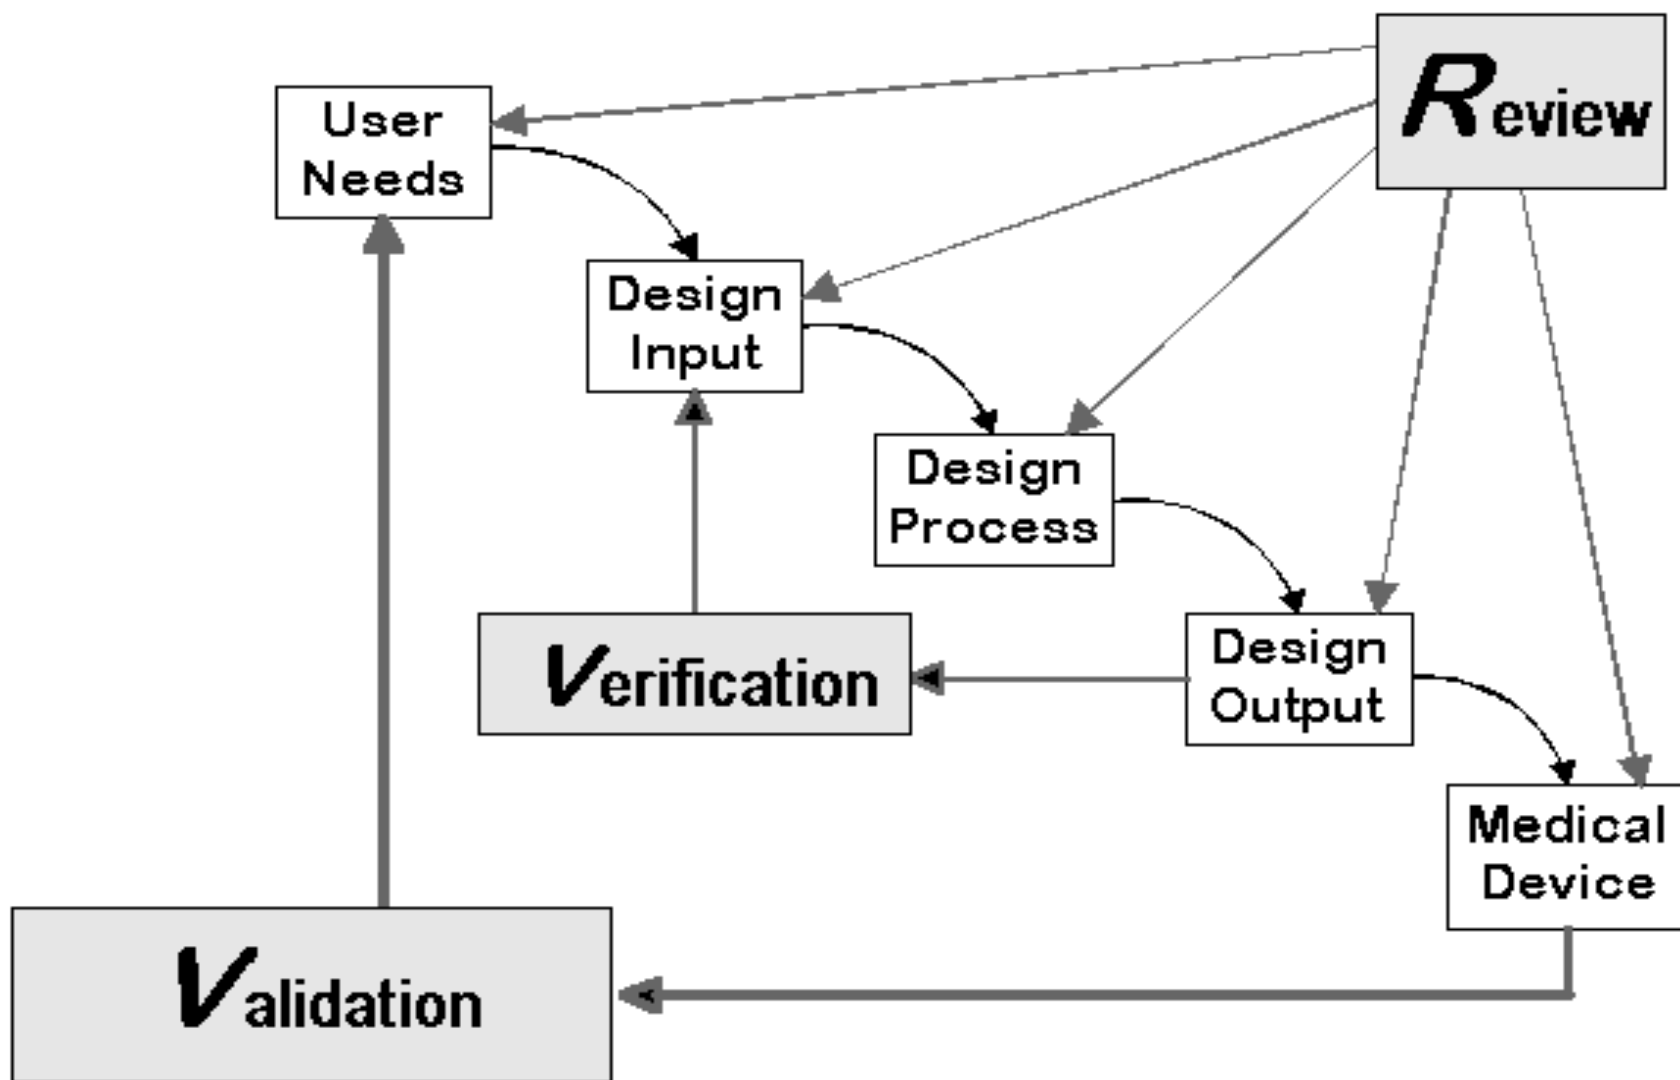 Review
User
Needs
Design
Input
Design
Process
Verification
Design
Output
Medical
Device
Validation